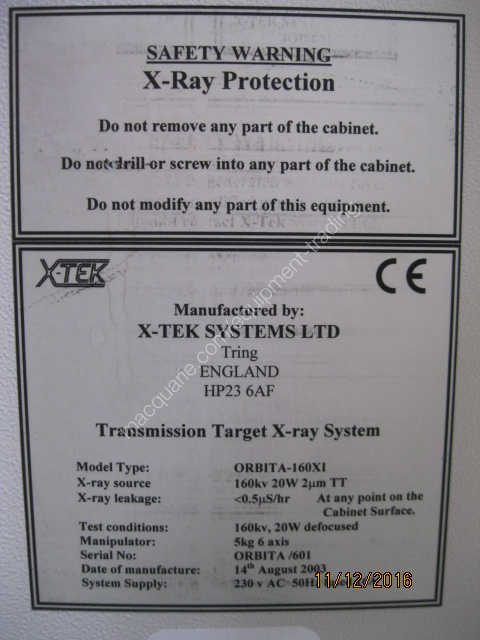 SAFETY WARNING
X-Ray Protection
Do not remove any part of the cabinet.
Do not drill or screw into any part of the cabinet.
Do not modify any part of this equipment.
X-TEK CE
Manufactured by:
X-TEK SYSTEMS LTD
Tring
ENGLAND
HP23 6AF
Transmission Target X-ray System
Model Type: ORBITA-160XI
X-ray source 160kv 20W 2μm TT
X-ray leakage: <0.5μS/hr At any point on the
Cabinet Surface.
Test conditions: 160kv, 20W defocused
Manipulator: 5kg 6 axis
Serial No: ORBITA /601
Date of manufacture: 14th August 2003
System Supply: 230 v AC 50H
11/12/2016